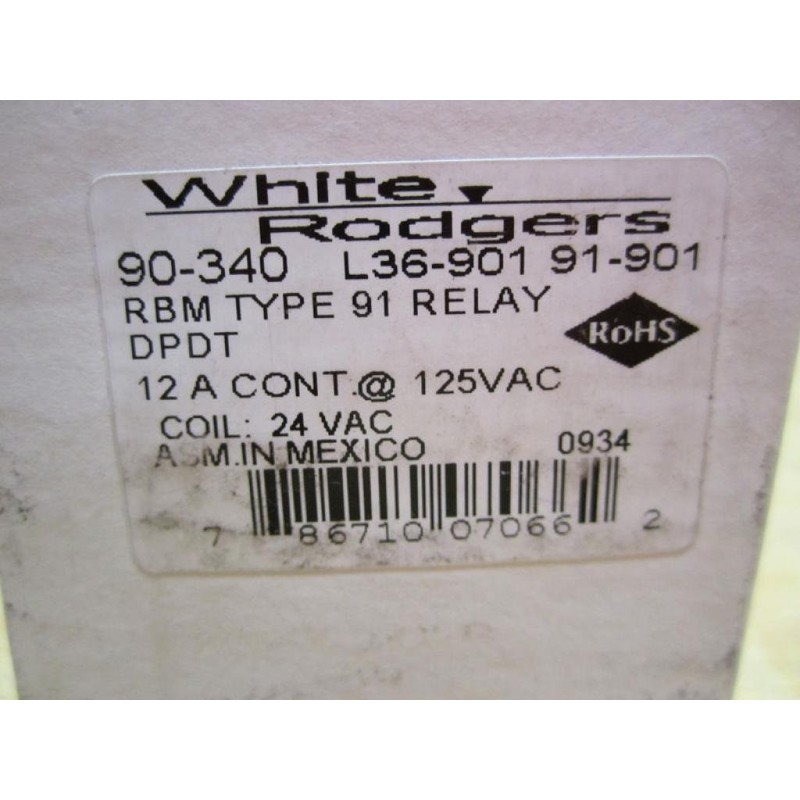 White
Rodgers
90-340 L36-901 91-901
RBM TYPE 91 RELAY
RoHS
DPDT
12 A CONT.@ 125VAC
COIL: 24 VAC
ASM.IN MEXICO 0934
7 86710 07066 2